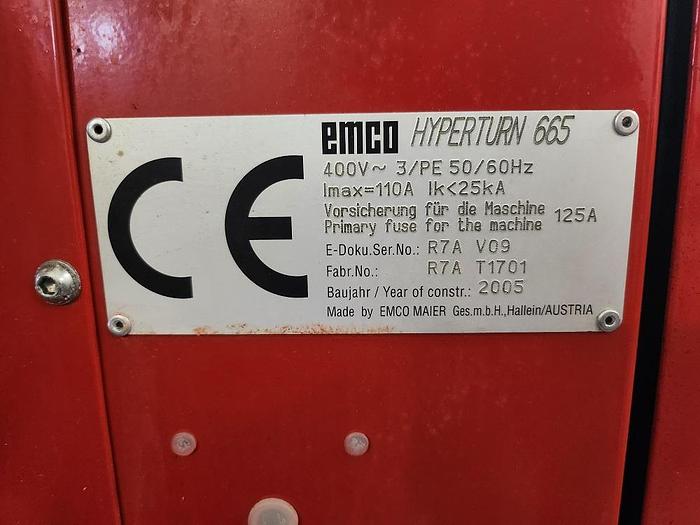 CE
emco HYPERTURN 665
400V~ 3/PE 50/60Hz
Imax=110A Ik<25kA
Vorsicherung für die Maschine 125A
Primary fuse for the machine
E-Doku.Ser.No.: R7A V09
Fabr.No.: R7A T1701
Baujahr / Year of constr.: 2005
Made by EMCO MAIER Ges.m.b.H.,Hallein/AUSTRIA